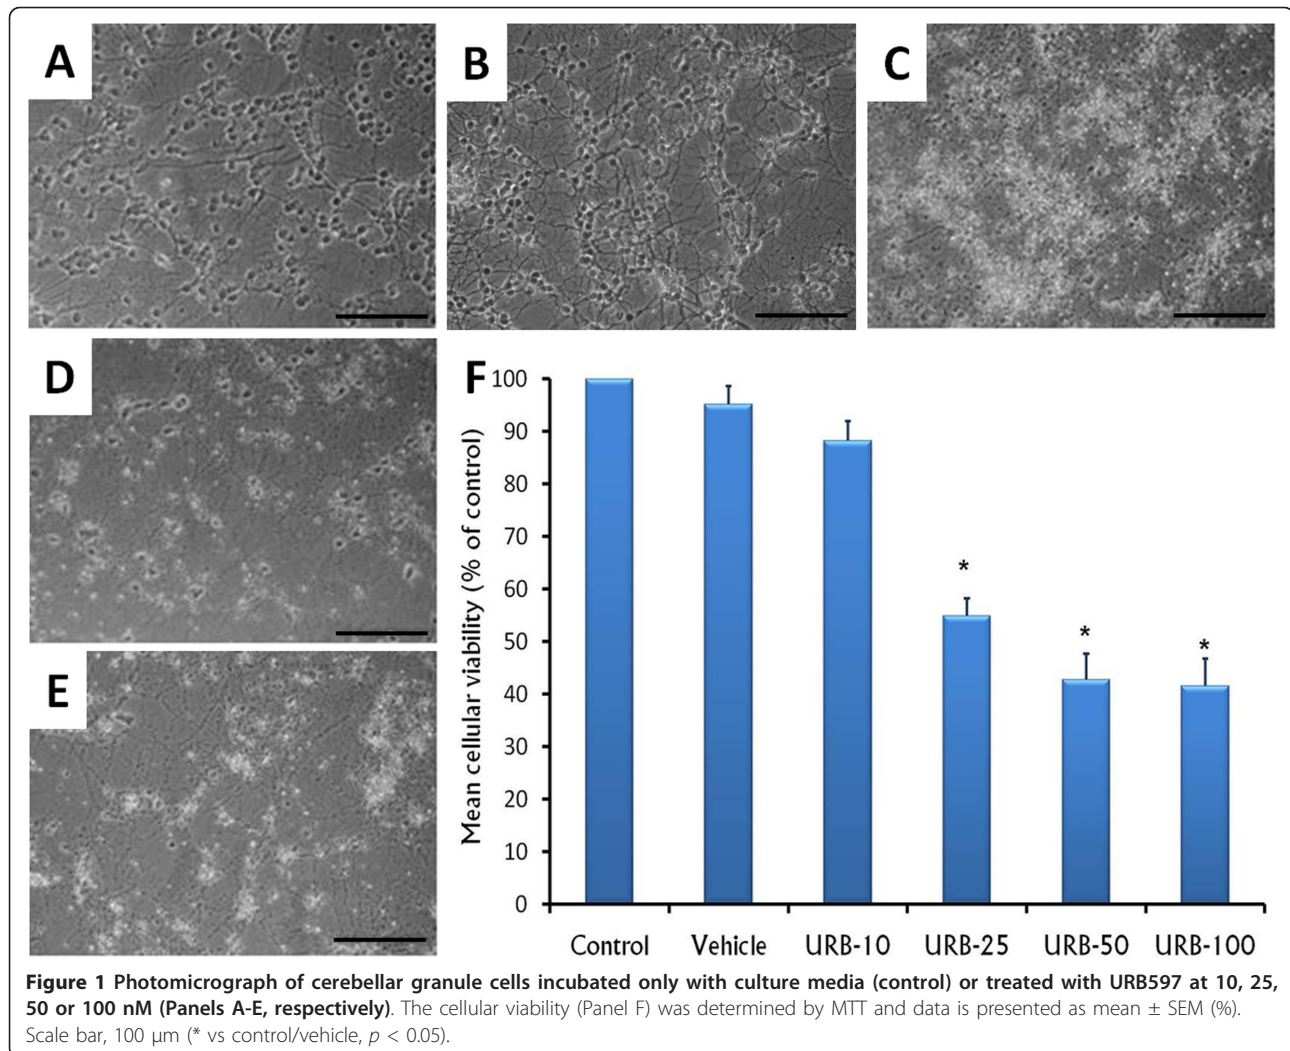 A
B
C
D
E
F
100
90
80
70
60
50
40
30
20
10
0
Mean cellular viability (% of control)
*
*
*
Control Vehicle URB-10 URB-25 URB-50 URB-100
Figure 1 Photomicrograph of cerebellar granule cells incubated only with culture media (control) or treated with URB597 at 10, 25,
50 or 100 nM (Panels A-E, respectively). The cellular viability (Panel F) was determined by MTT and data is presented as mean ± SEM (%).
Scale bar, 100 μm (* vs control/vehicle, p < 0.05).